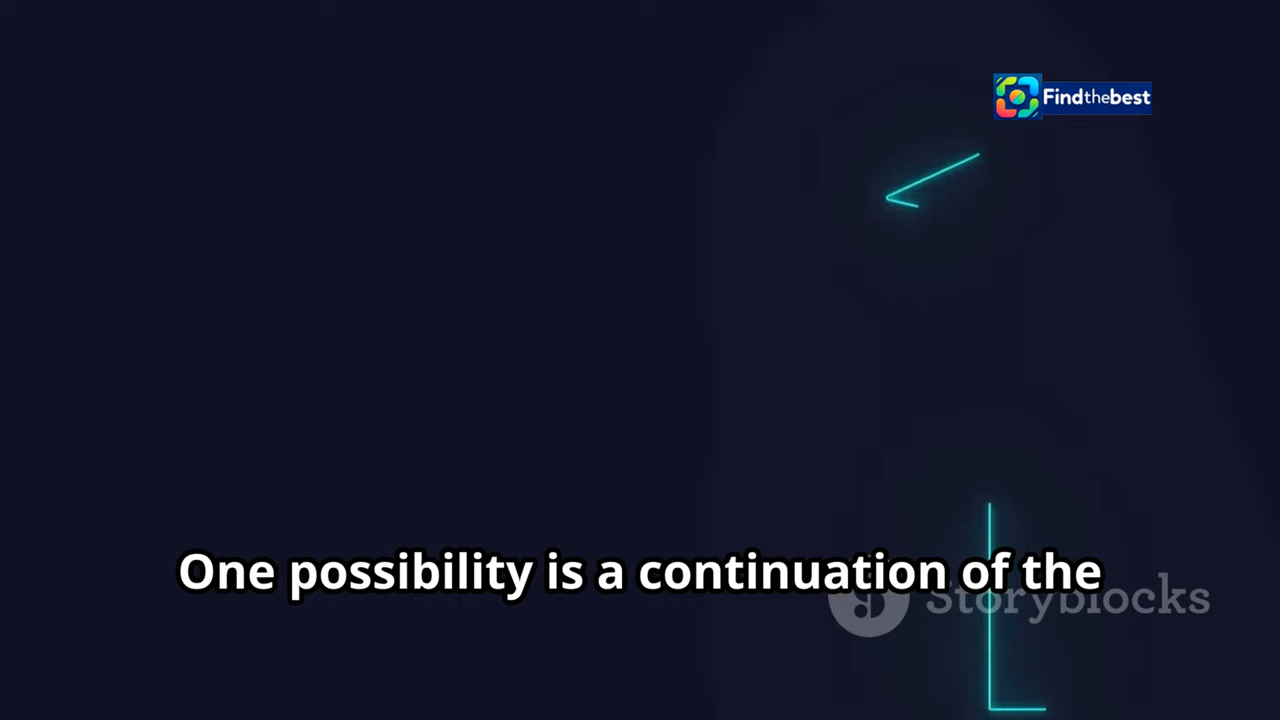 Findthebest
One possibility is a continuation of the
Storyblocks